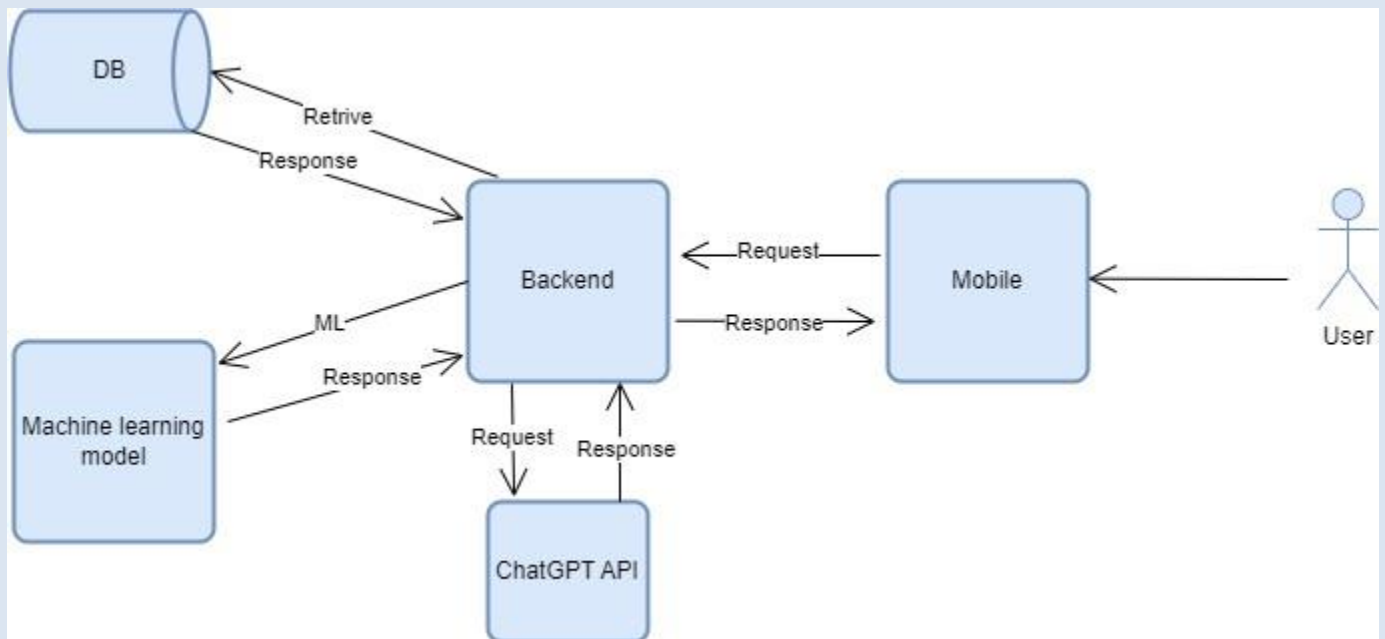 DB
Retrive
Response
Backend
Request
Response
Mobile
User
ML
Response
Machine learning
model
Request
Response
ChatGPT API